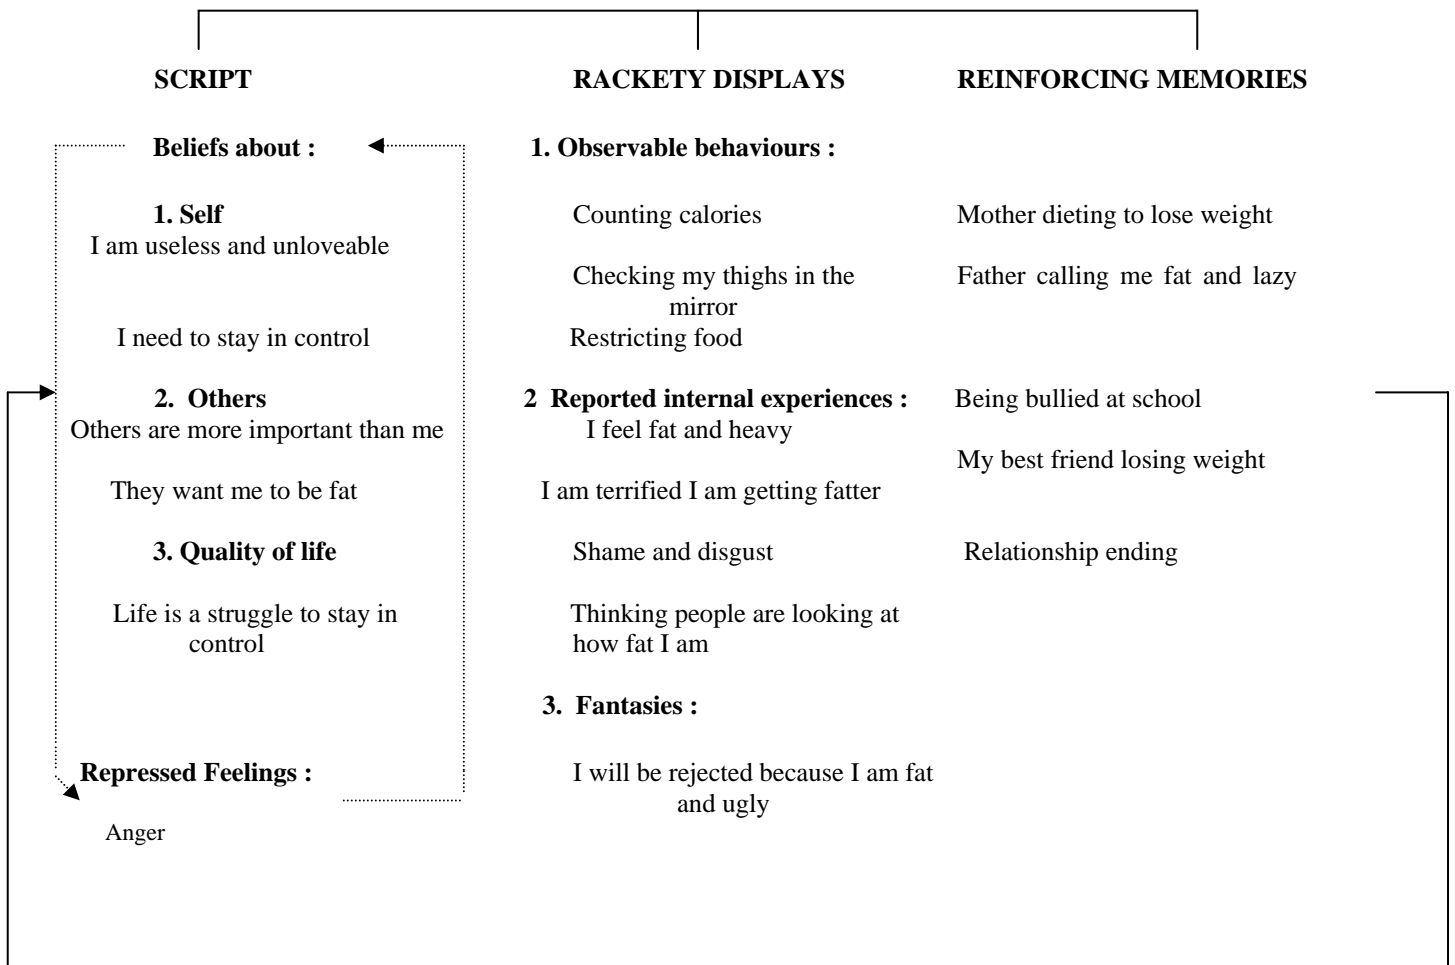 SCRIPT
Beliefs about :
1. Self
I am useless and unloveable
I need to stay in control
2. Others
Others are more important than me
They want me to be fat
3. Quality of life
Life is a struggle to stay in
control
Repressed Feelings :
Anger
RACKETY DISPLAYS
1. Observable behaviours :
Counting calories
Checking my thighs in the
mirror
Restricting food
2 Reported internal experiences :
I feel fat and heavy
I am terrified I am getting fatter
Shame and disgust
Thinking people are looking at
how fat I am
3. Fantasies :
I will be rejected because I am fat
and ugly
REINFORCING MEMORIES
Mother dieting to lose weight
Father calling me fat and lazy
Being bullied at school
My best friend losing weight
Relationship ending